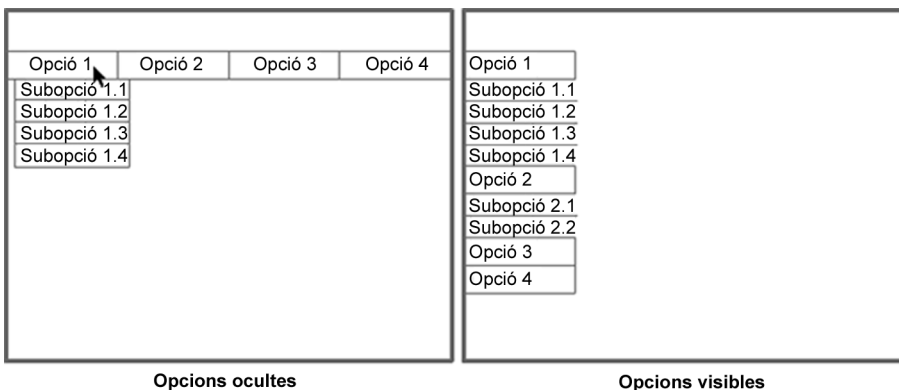 Opció 1 Opció 2 Opció 3 Opció 4
Subopció 1.1
Subopció 1.2
Subopció 1.3
Subopció 1.4
Opcions ocultes
Opció 1
Subopció 1.1
Subopció 1.2
Subopció 1.3
Subopció 1.4
Opció 2
Subopció 2.1
Subopció 2.2
Opció 3
Opció 4
Opcions visibles